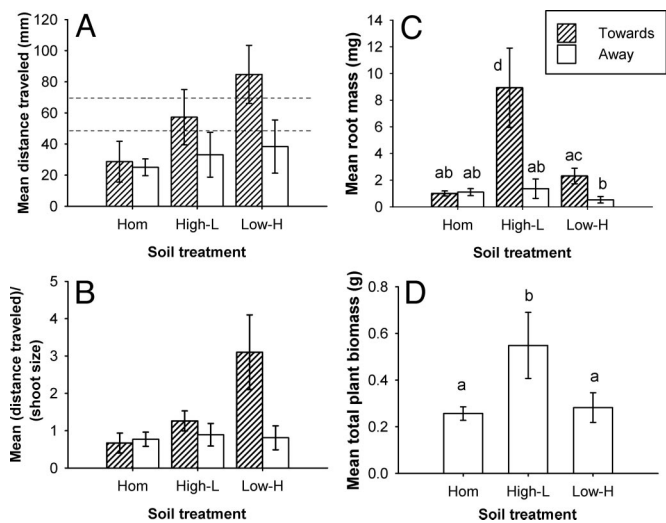 A
Mean distance traveled (mm)
120
100
80
60
40
20
0
Hom High-L Low-H
Soil treatment
C
Mean root mass (mg)
14
12
10
8
6
4
2
0
d
ab ab ab ac b
Hom High-L Low-H
Soil treatment
Towards
Away
B
Mean (distance traveled)/
(shoot size)
5
4
3
2
1
0
Hom High-L Low-H
Soil treatment
D
Mean total plant biomass (g)
0.8
0.6
0.4
0.2
0.0
a b a
Hom High-L Low-H
Soil treatment